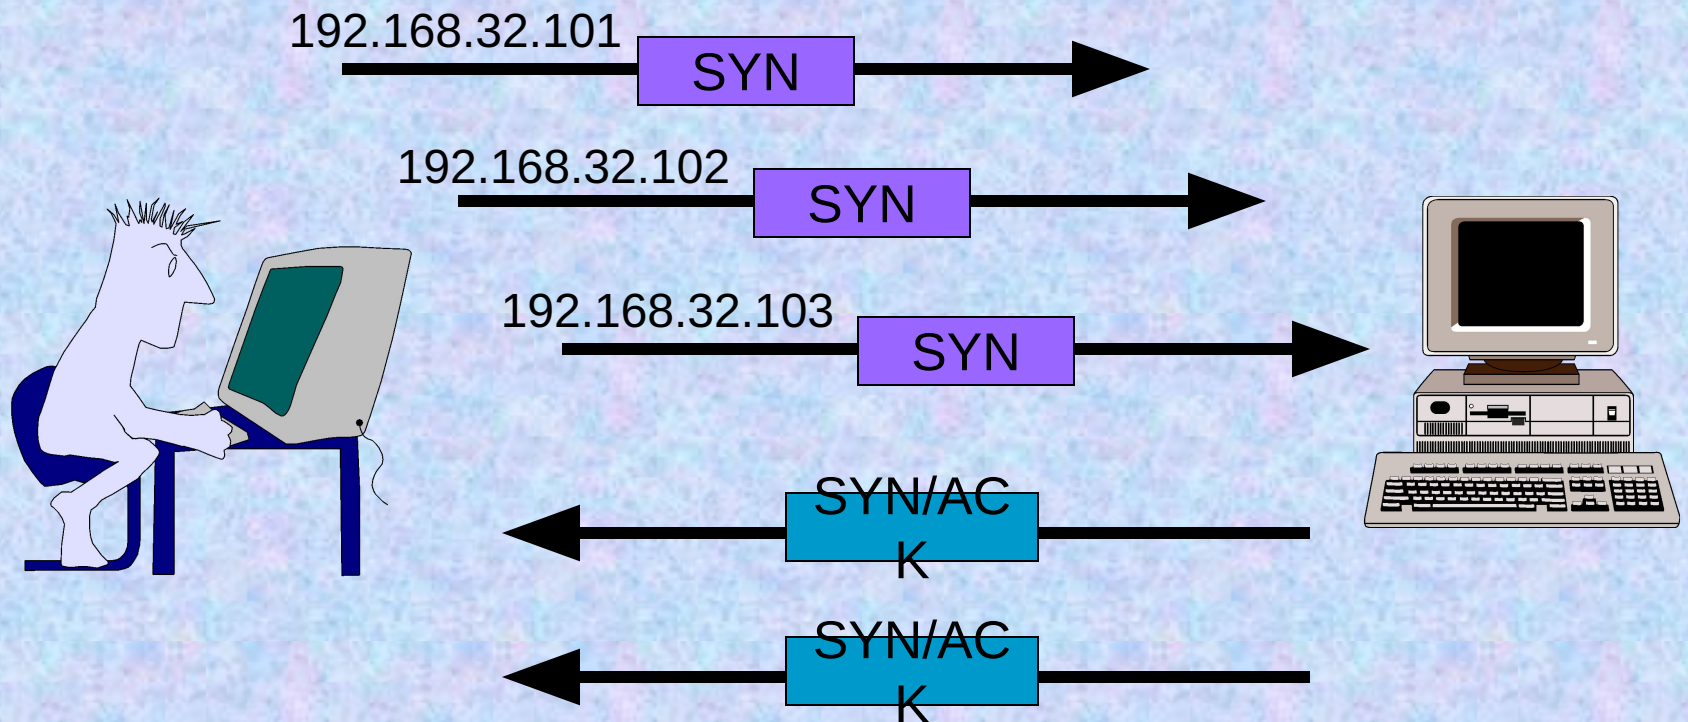 192.168.32.101
SYN
192.168.32.102
SYN
192.168.32.103
SYN
SYN/AC
K
SYN/AC
K